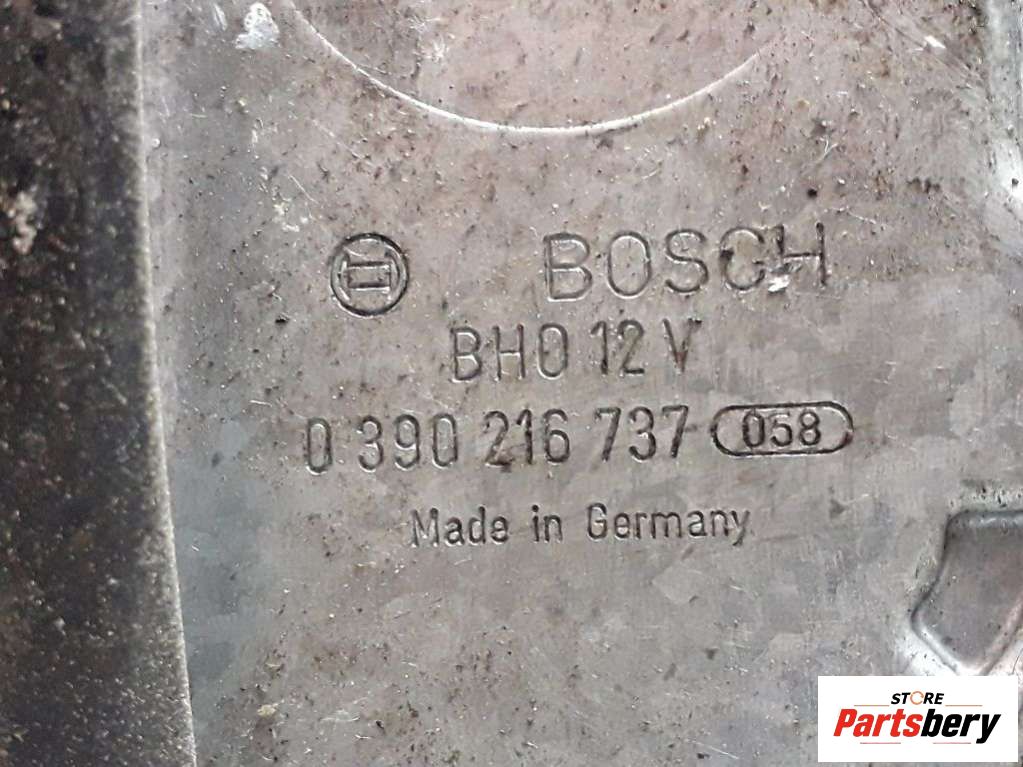 BOSCH
BHO 12 V
0 390 216 737 058
Made in Germany
STORE
Partsbery